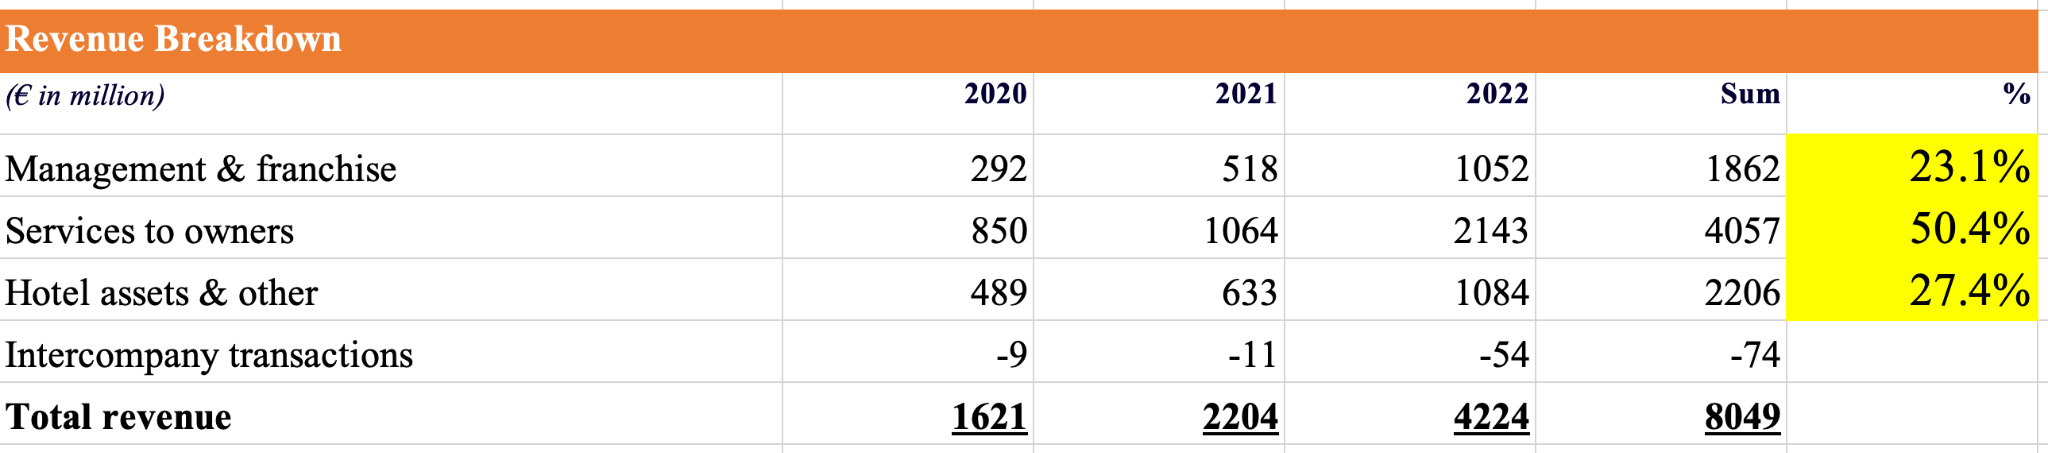 Revenue Breakdown
(€ in million) 2020 2021 2022 Sum %
Management & franchise 292 518 1052 1862 23.1%
Services to owners 850 1064 2143 4057 50.4%
Hotel assets & other 489 633 1084 2206 27.4%
Intercompany transactions -9 -11 -54 -74
Total revenue 1621 2204 4224 8049